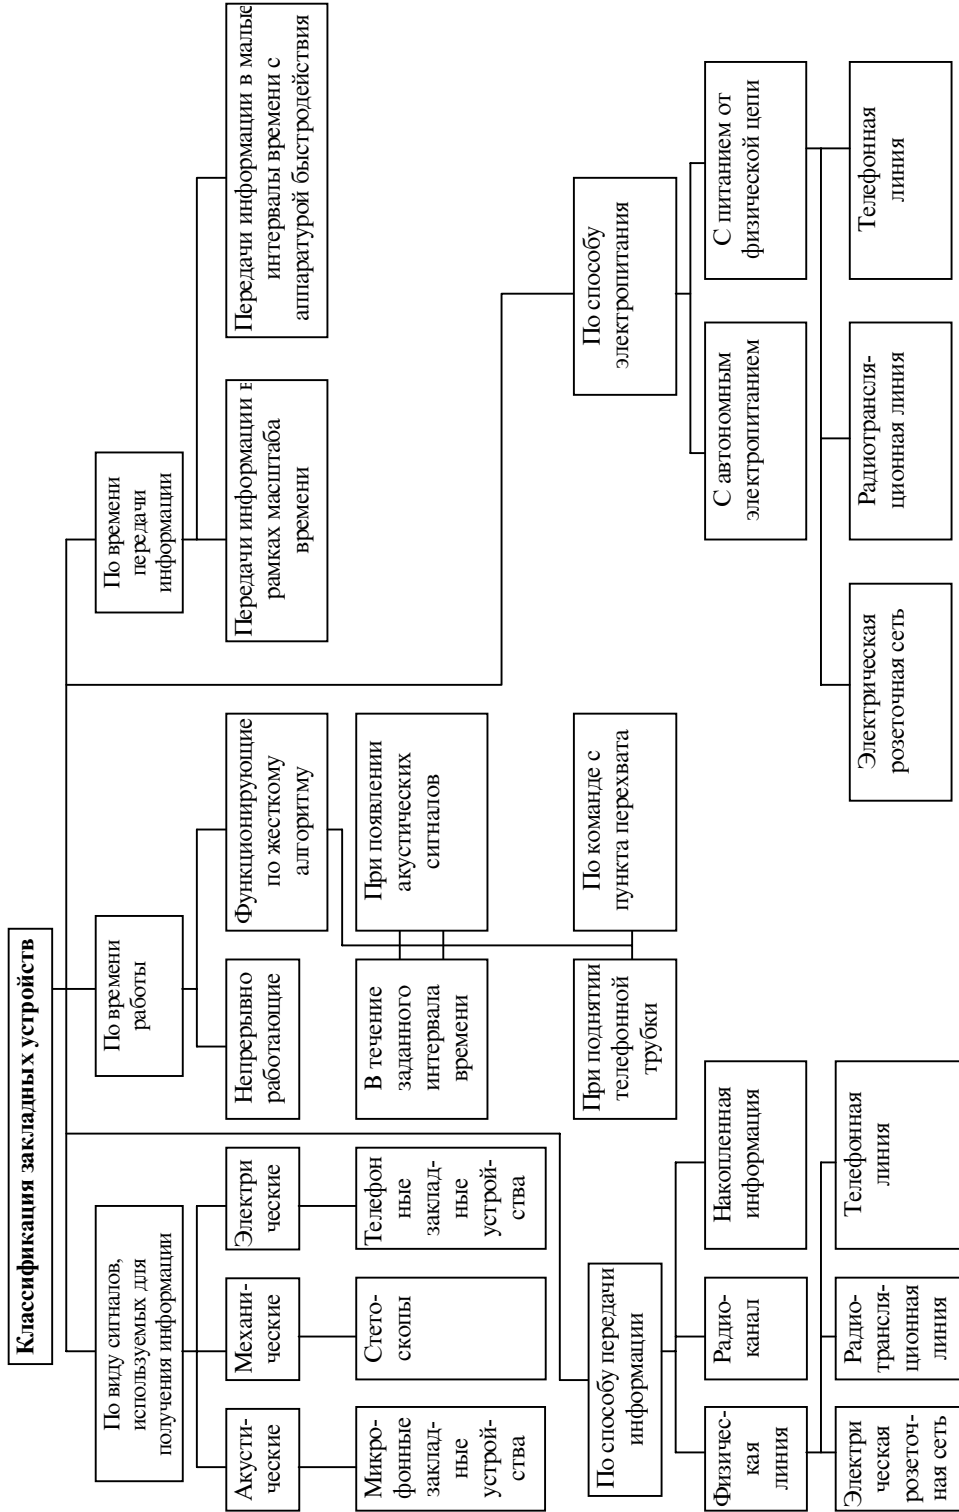 Классификация закладных устройств
По виду сигналов,
используемых для
получения информации
По времени
работы
По времени
передачи
информации
Акусти-
ческие
Механи-
ческие
Электри
ческие
Непрерывно
работающие
Функционирующие
по жесткому
алгоритму
Передачи информации в
рамках масштаба
времени
Передачи информации в малые
интервалы времени с
аппаратурой быстродействия
Микро-
фонные
заклад-
ные
устрой-
ства
Стето-
скопы
Телефон
ные
заклад-
ные
устрой-
ства
В течение
заданного
интервала
времени
При появлении
акустических
сигналов
При поднятии
телефонной
трубки
По команде с
пункта перехвата
По способу передачи
информации
По способу
электропитания
Физичес-
кая
линия
Радио-
канал
Накопленная
информация
С автономным
электропитанием
С питанием от
физической цепи
Электри
ческая
розеточ-
ная сеть
Радио-
трансля-
ционная
линия
Телефонная
линия
Электрическая
розеточная сеть
Радиотрансля-
ционная линия
Телефонная
линия